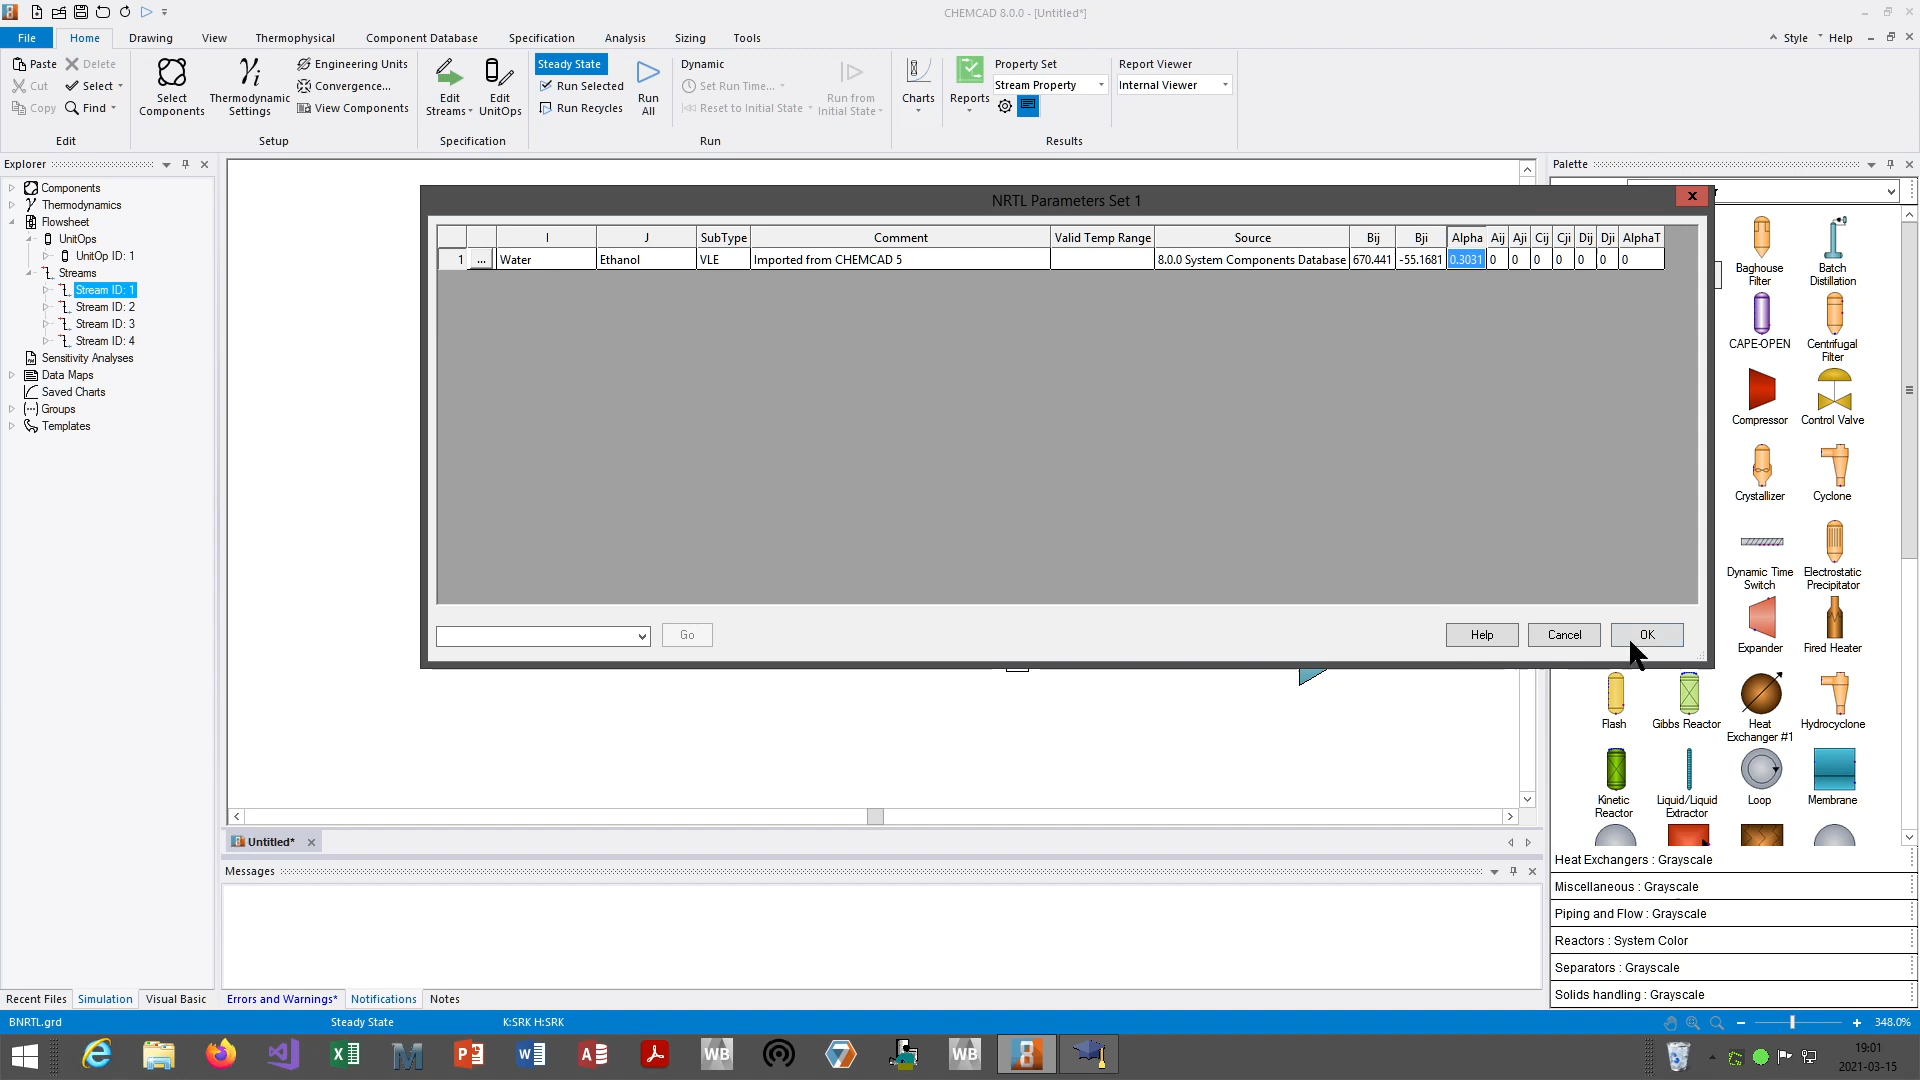 CHEMCAD 8.0.0 - [Untitled*]
File Home Drawing View Thermophysical Component Database Specification Analysis Sizing Tools Style Help
Paste Delete Cut Select Copy Find
Edit
Select Components
Thermodynamic Settings
Engineering Units
Convergence...
View Components
Setup
Edit Streams
Edit UnitOps
Specification
Steady State
Run Selected
Run Recycles
Run All
Dynamic
Set Run Time...
Reset to Initial State
Run from Initial State
Run
Charts
Reports
Property Set
Stream Property
Report Viewer
Internal Viewer
Results
Explorer
Components
Thermodynamics
Flowsheet
UnitOps
UnitOp ID: 1
Streams
Stream ID: 1
Stream ID: 2
Stream ID: 3
Stream ID: 4
Sensitivity Analyses
Data Maps
Saved Charts
Groups
Templates
Recent Files Simulation Visual Basic
NRTL Parameters Set 1
I J SubType Comment Valid Temp Range Source Bij Bji Alpha Aij Aji Cij Cji Dij Dji AlphaT
1 ... Water Ethanol VLE Imported from CHEMCAD 5 8.0.0 System Components Database 670.441 -55.1681 0.3031 0 0 0 0 0 0 0
Go Help Cancel OK
Untitled*
Messages
Errors and Warnings* Notifications Notes
Palette
Baghouse Filter
Batch Distillation
CAPE-OPEN
Centrifugal Filter
Compressor
Control Valve
Crystallizer
Cyclone
Dynamic Time Switch
Electrostatic Precipitator
Expander
Fired Heater
Flash
Gibbs Reactor
Heat Exchanger #1
Hydrocyclone
Kinetic Reactor
Liquid/Liquid Extractor
Loop
Membrane
Heat Exchangers : Grayscale
Miscellaneous : Grayscale
Piping and Flow : Grayscale
Reactors : System Color
Separators : Grayscale
Solids handling : Grayscale
BNRTL.grd Steady State K:SRK H:SRK 348.0%
WB WB
19:01
2021-03-15